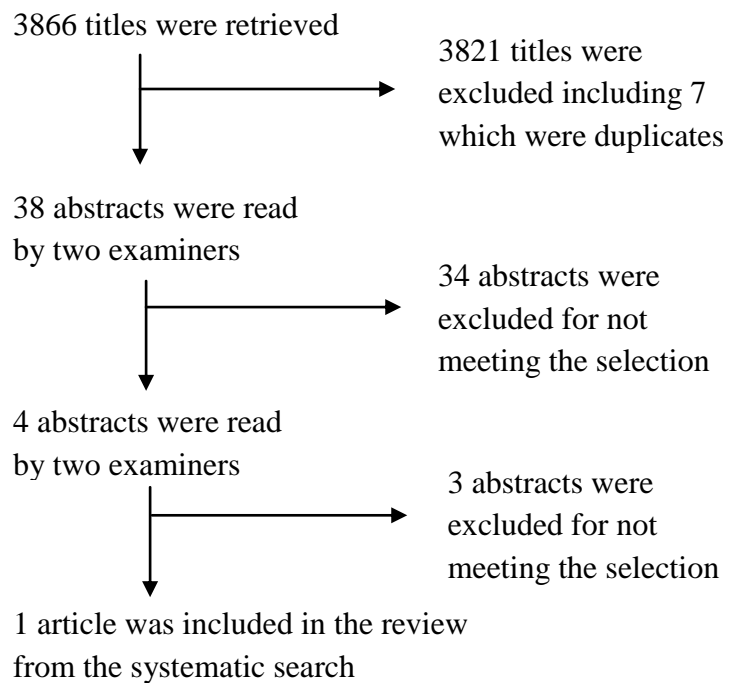 3866 titles were retrieved
3821 titles were
excluded including 7
which were duplicates
38 abstracts were read
by two examiners
34 abstracts were
excluded for not
meeting the selection
4 abstracts were read
by two examiners
3 abstracts were
excluded for not
meeting the selection
1 article was included in the review
from the systematic search